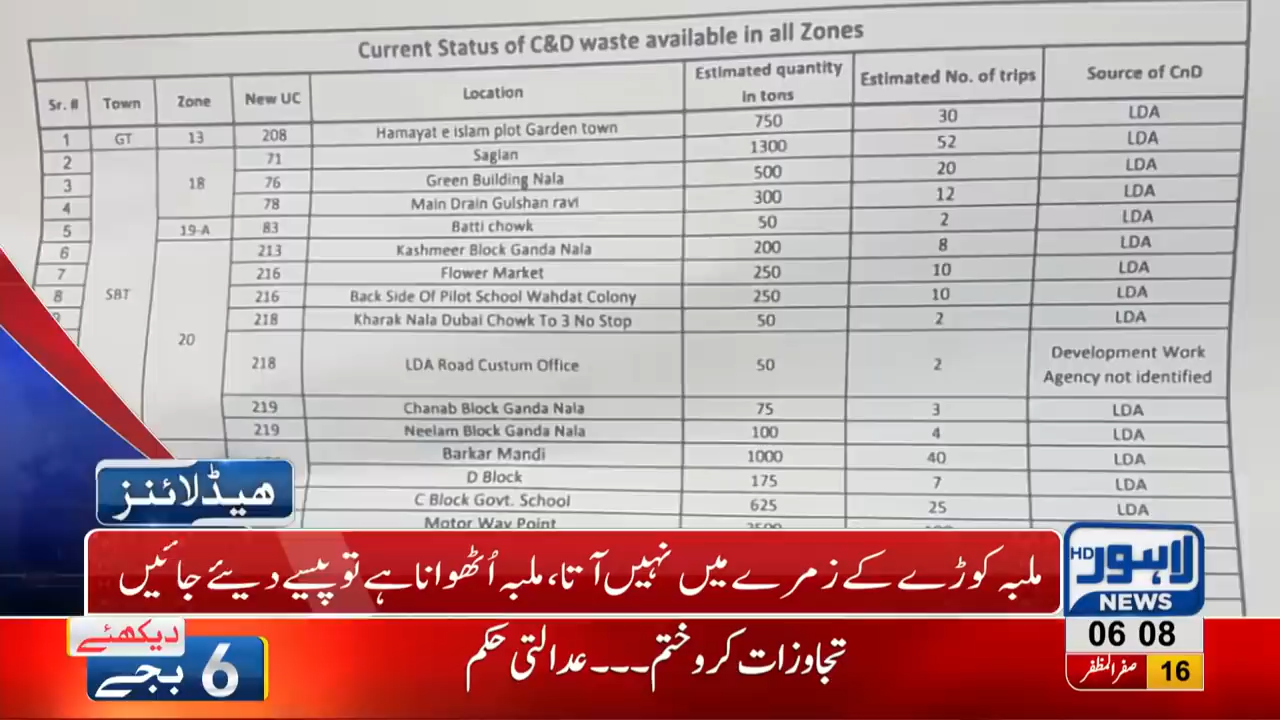 Current Status of C&D waste available in all Zones
Sr. # Town Zone New UC Location Estimated quantity in tons Estimated No. of trips Source of CnD
1 GT 13 208 Hamayat e islam plot Garden town 750 30 LDA
2 71 Sagian 1300 52 LDA
3 18 76 Green Building Nala 500 20 LDA
4 78 Main Drain Gulshan ravi 300 12 LDA
5 19-A 83 Batti chowk 50 2 LDA
6 213 Kashmeer Block Ganda Nala 200 8 LDA
7 216 Flower Market 250 10 LDA
8 SBT 216 Back Side Of Pilot School Wahdat Colony 250 10 LDA
218 Kharak Nala Dubai Chowk To 3 No Stop 50 2 LDA
20 218 LDA Road Custum Office 50 2 Development Work Agency not identified
219 Chanab Block Ganda Nala 75 3 LDA
219 Neelam Block Ganda Nala 100 4 LDA
Barkar Mandi 1000 40 LDA
D Block 175 7 LDA
C Block Govt. School 625 25 LDA
Motor Way Point
ہیڈلائنز
ملبہ کوڑے کے زمرے میں نہیں آتا، ملبہ اُٹھوانا ہے تو پیسے دیئے جائیں
HD لاہور
NEWS
06 08
16 صفر المظفر
دیکھئے
6 بجے
تجاوزات کرو ختم ۔۔۔ عدالتی حکم